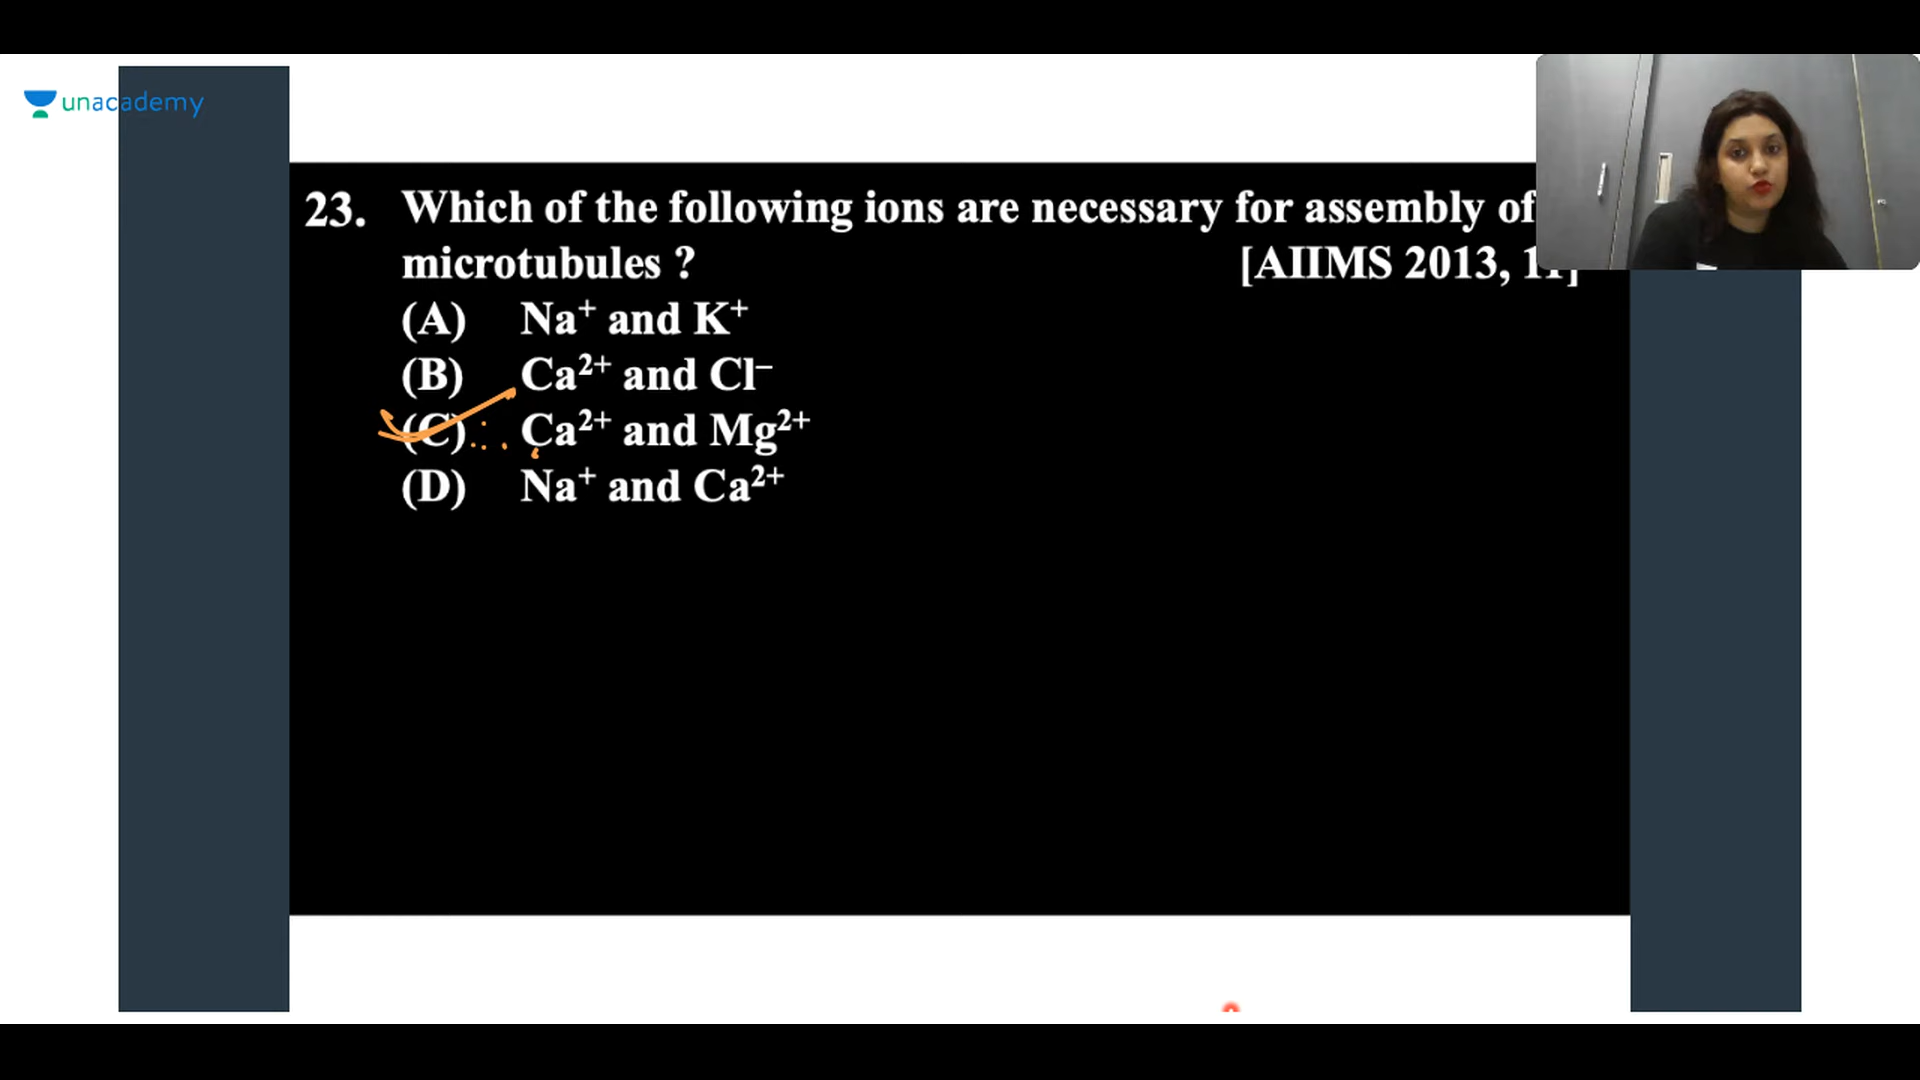 unacademy
23. Which of the following ions are necessary for assembly of
microtubules ? [AIIMS 2013, 11]
(A) Na⁺ and K⁺
(B) Ca²⁺ and Cl⁻
(C) Ca²⁺ and Mg²⁺
(D) Na⁺ and Ca²⁺